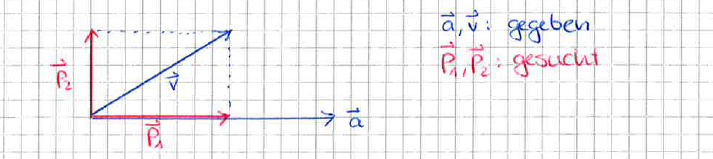 a⃗, v⃗: gegeben
p⃗₁, p⃗₂: gesucht
p⃗₂
v⃗
a⃗
p⃗₁